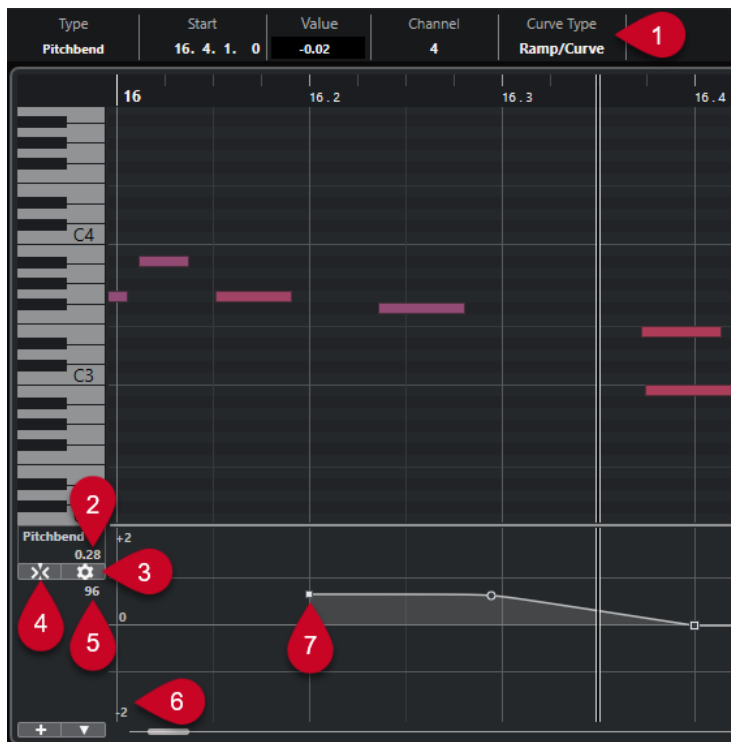 Type Start Value Channel Curve Type
Pitchbend 16. 4. 1. 0 -0.02 4 Ramp/Curve
1
16 16.2 16.3 16.4
C4
C3
2
Pitchbend +2
0.28
3
96
4 5 0 7
6
-2
+